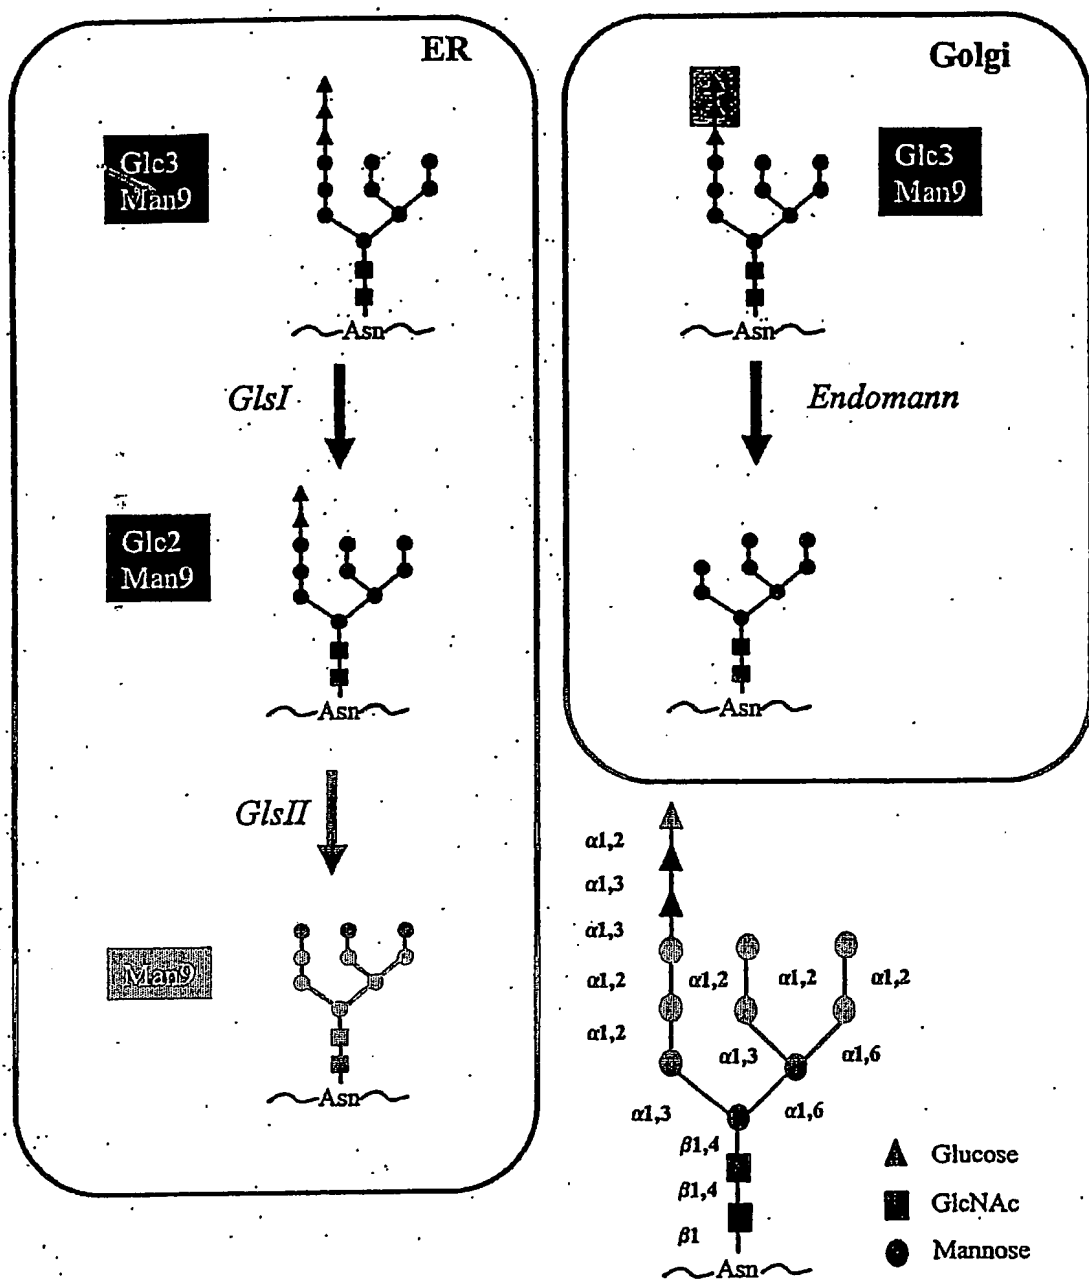 ER
Glc3
Man9
Asn
GlsI
Glc2
Man9
Asn
GlsII
Man9
Asn
Golgi
Glc3
Man9
Asn
Endomann
Asn
α1,2
α1,3
α1,3
α1,2 α1,2 α1,2 α1,2
α1,2
α1,3 α1,6
α1,3 α1,6
β1,4
β1,4
β1
Asn
Glucose
GlcNAc
Mannose